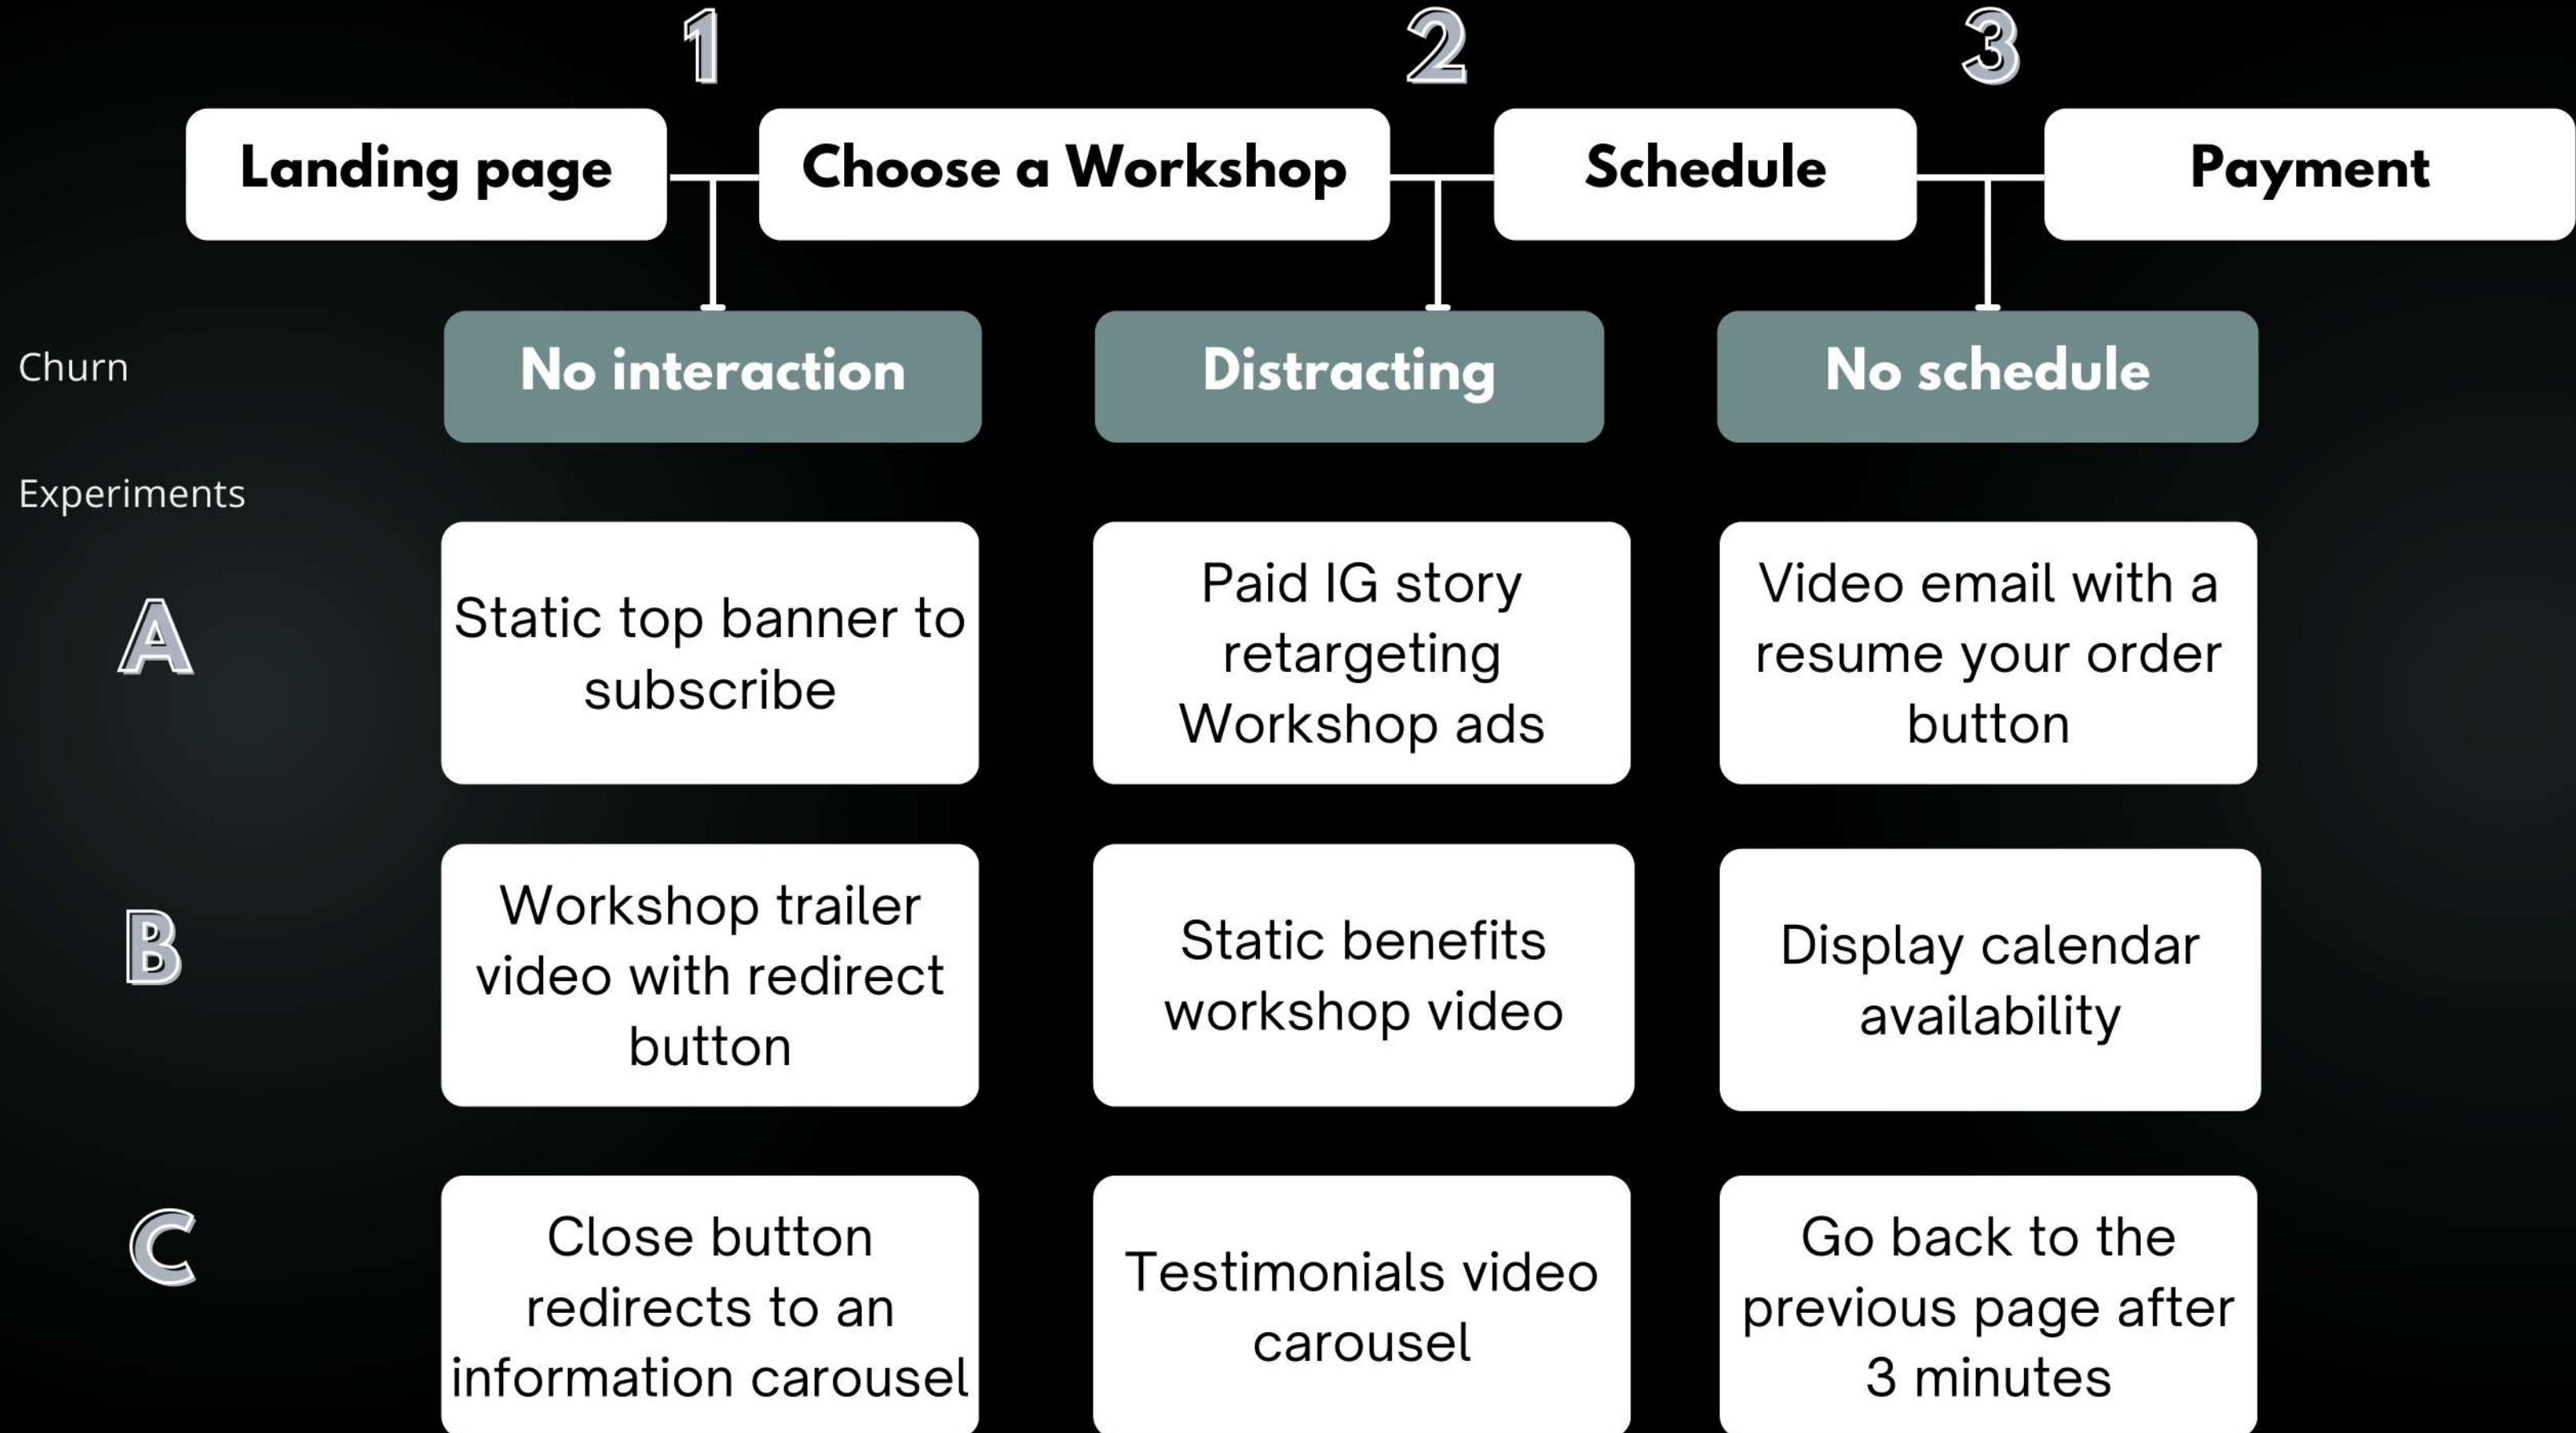 1
2
3
Landing page
Choose a Workshop
Schedule
Payment
Churn
No interaction
Distracting
No schedule
Experiments
A
Static top banner to
subscribe
Paid IG story
retargeting
Workshop ads
Video email with a
resume your order
button
B
Workshop trailer
video with redirect
button
Static benefits
workshop video
Display calendar
availability
C
Close button
redirects to an
information carousel
Testimonials video
carousel
Go back to the
previous page after
3 minutes